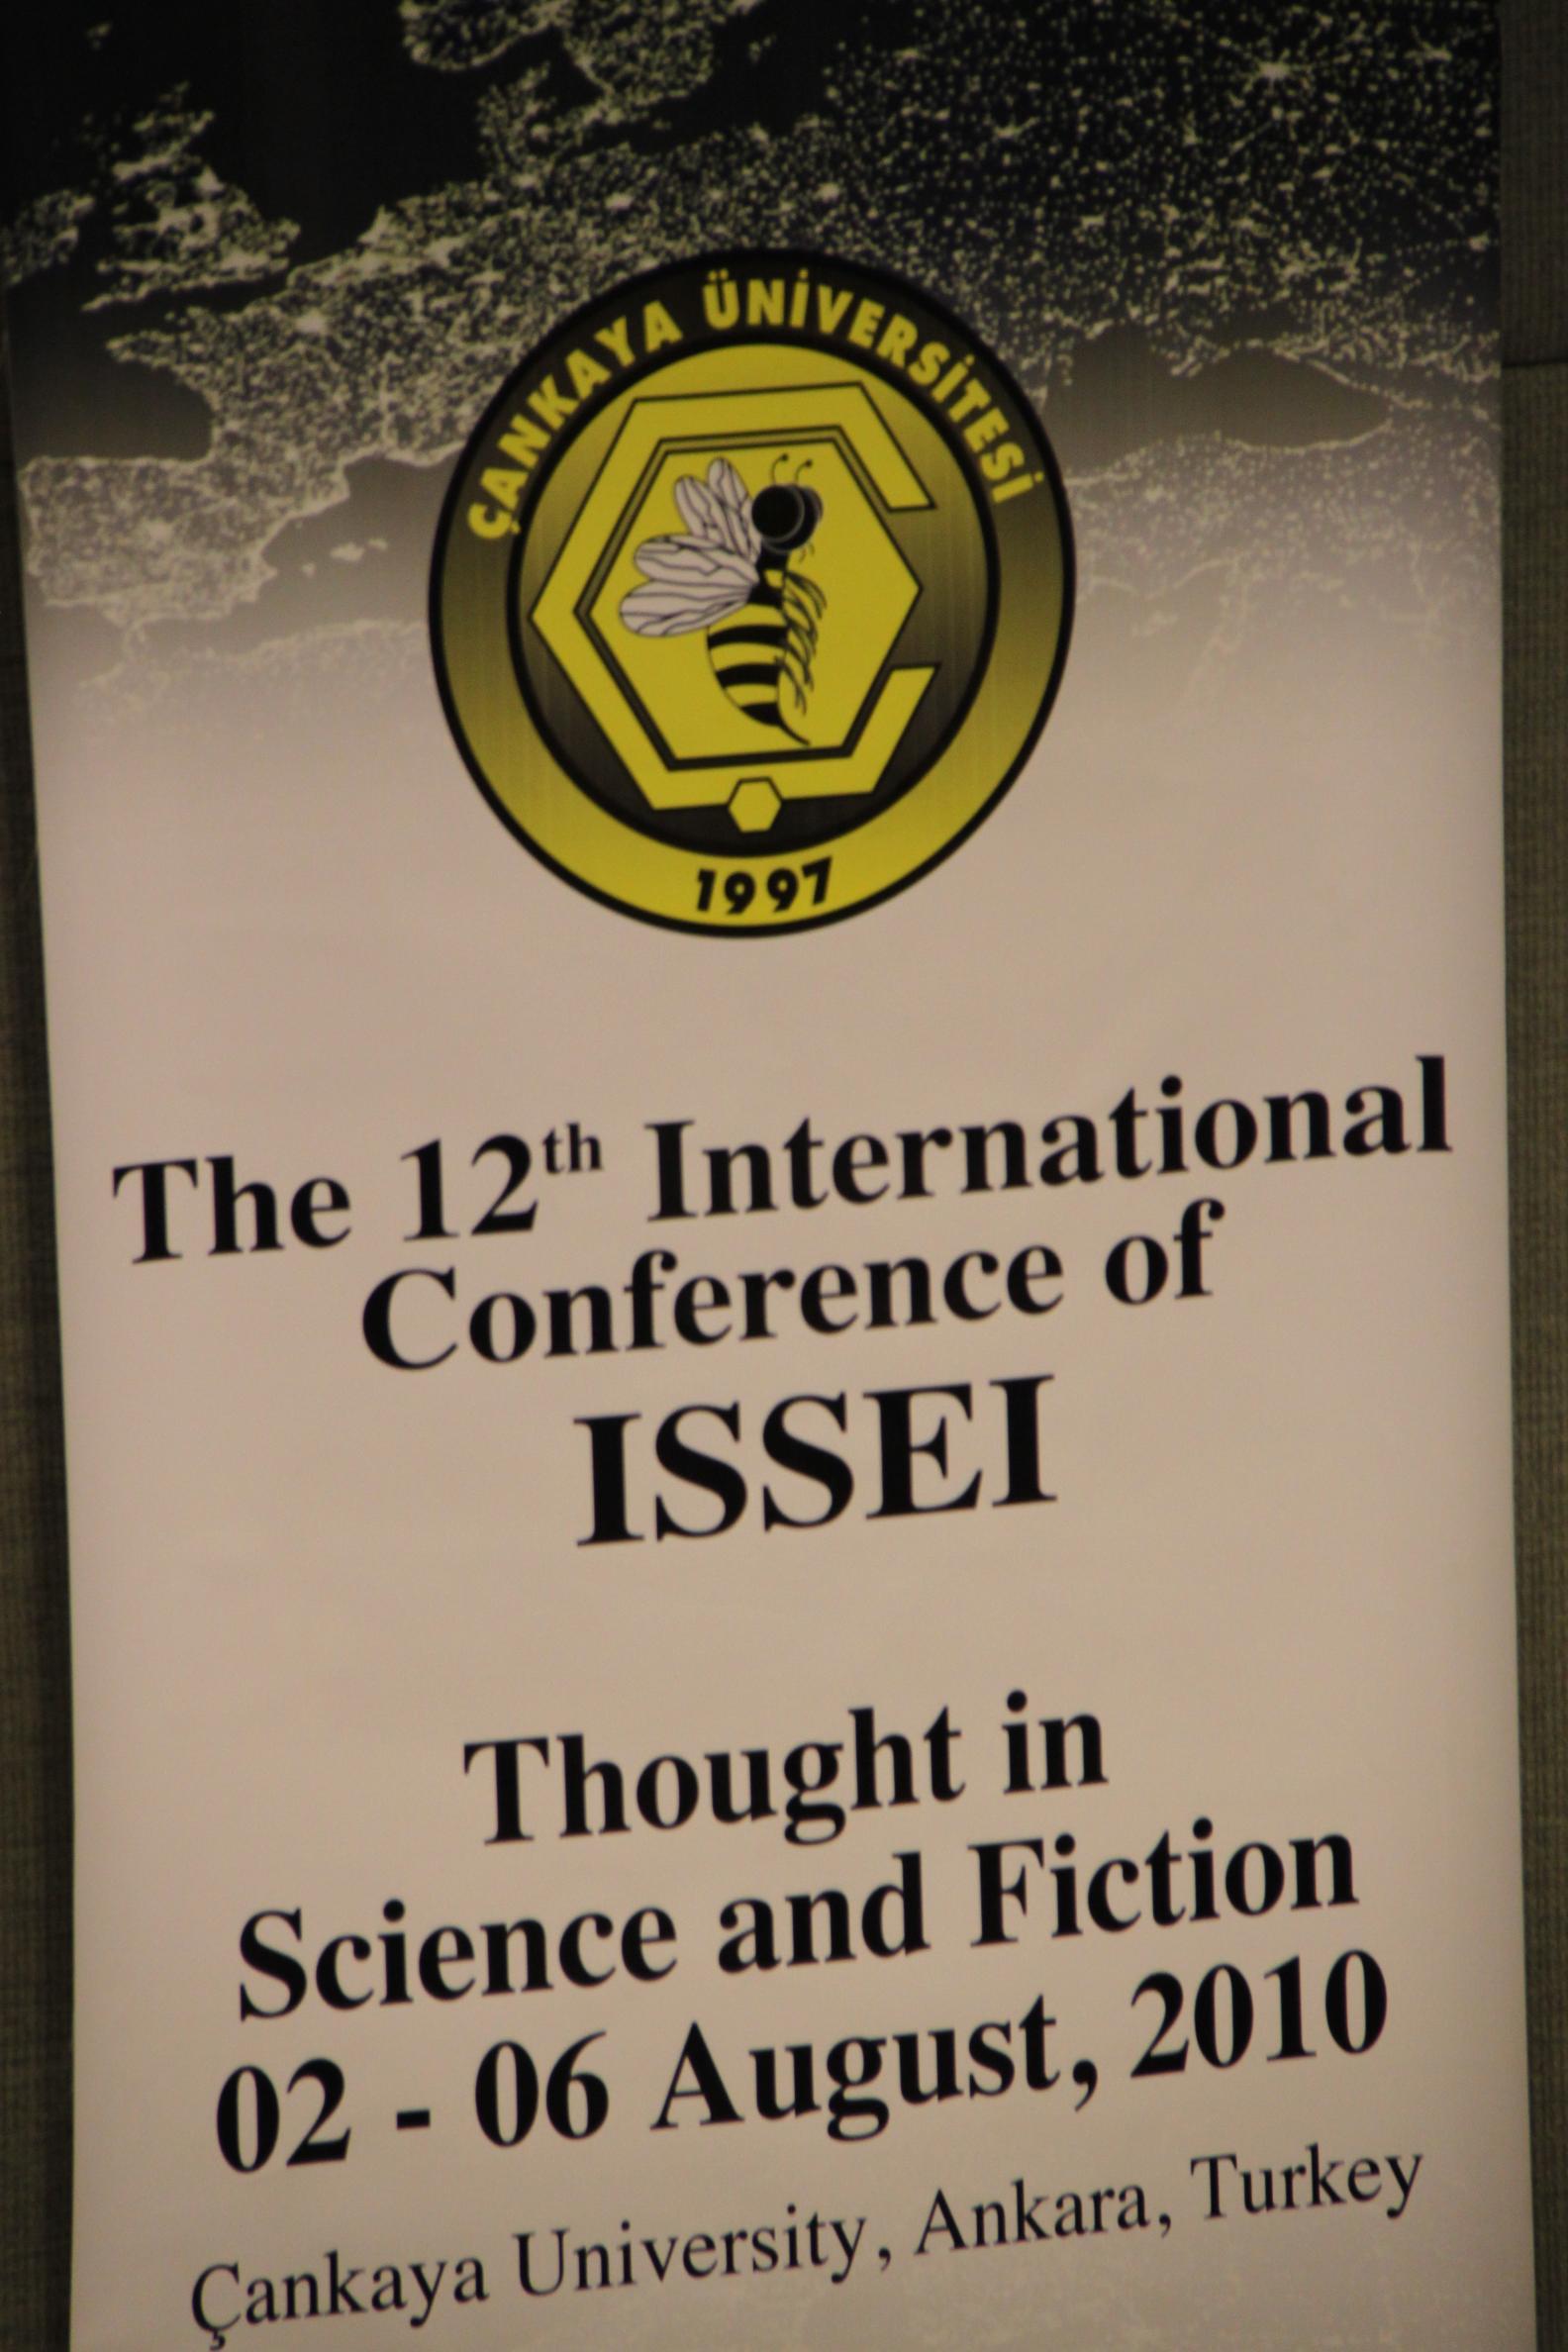 ÇANKAYA ÜNİVERSİTESİ
1997
The 12th International
Conference of
ISSEI
Thought in
Science and Fiction
02 - 06 August, 2010
Çankaya University, Ankara, Turkey